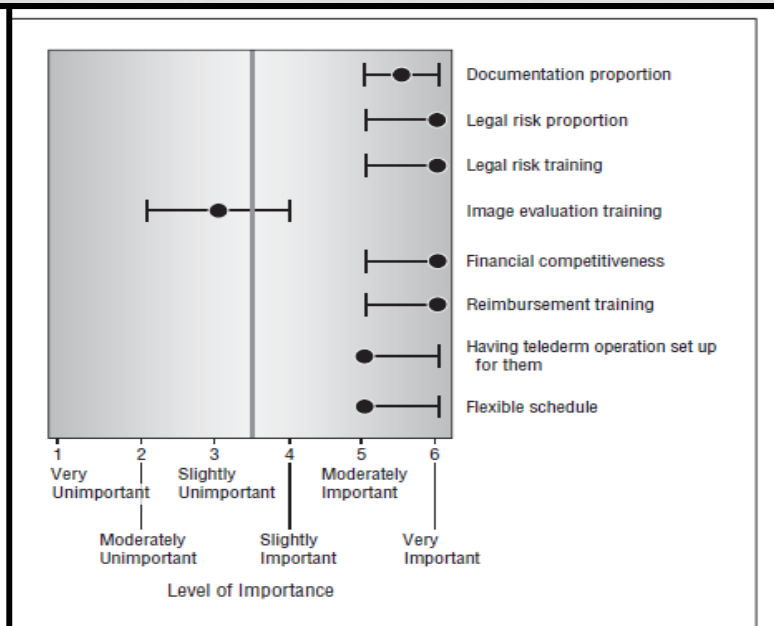 Documentation proportion
Legal risk proportion
Legal risk training
Image evaluation training
Financial competitiveness
Reimbursement training
Having telederm operation set up
for them
Flexible schedule
1 2 3 4 5 6
Very Slightly Moderately
Unimportant Unimportant Important
Moderately Slightly Very
Unimportant Important Important
Level of Importance